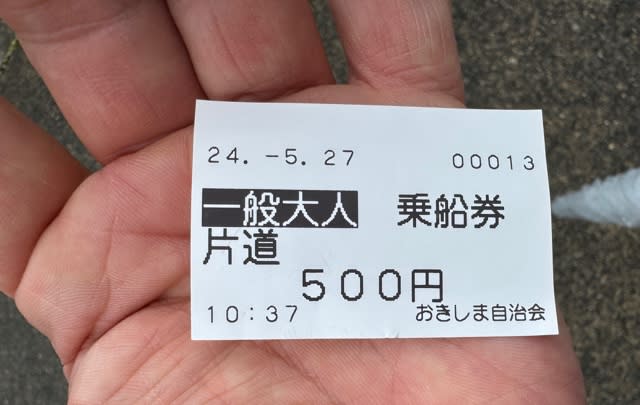 24. -5. 27 00013
一般大人 乗船券
片道
500円
10:37 おきしま自治会